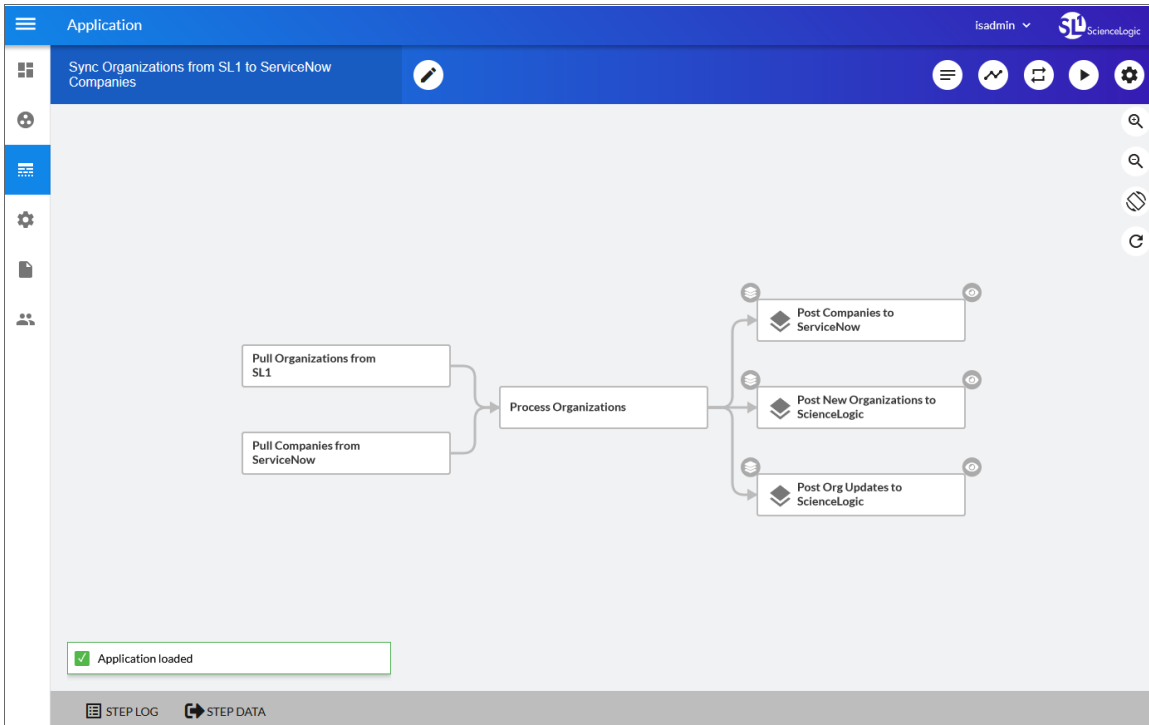 Application
isadmin
SL1 ScienceLogic
Sync Organizations from SL1 to ServiceNow
Companies
Pull Organizations from
SL1
Pull Companies from
ServiceNow
Process Organizations
Post Companies to
ServiceNow
Post New Organizations to
ScienceLogic
Post Org Updates to
ScienceLogic
Application loaded
STEP LOG
STEP DATA